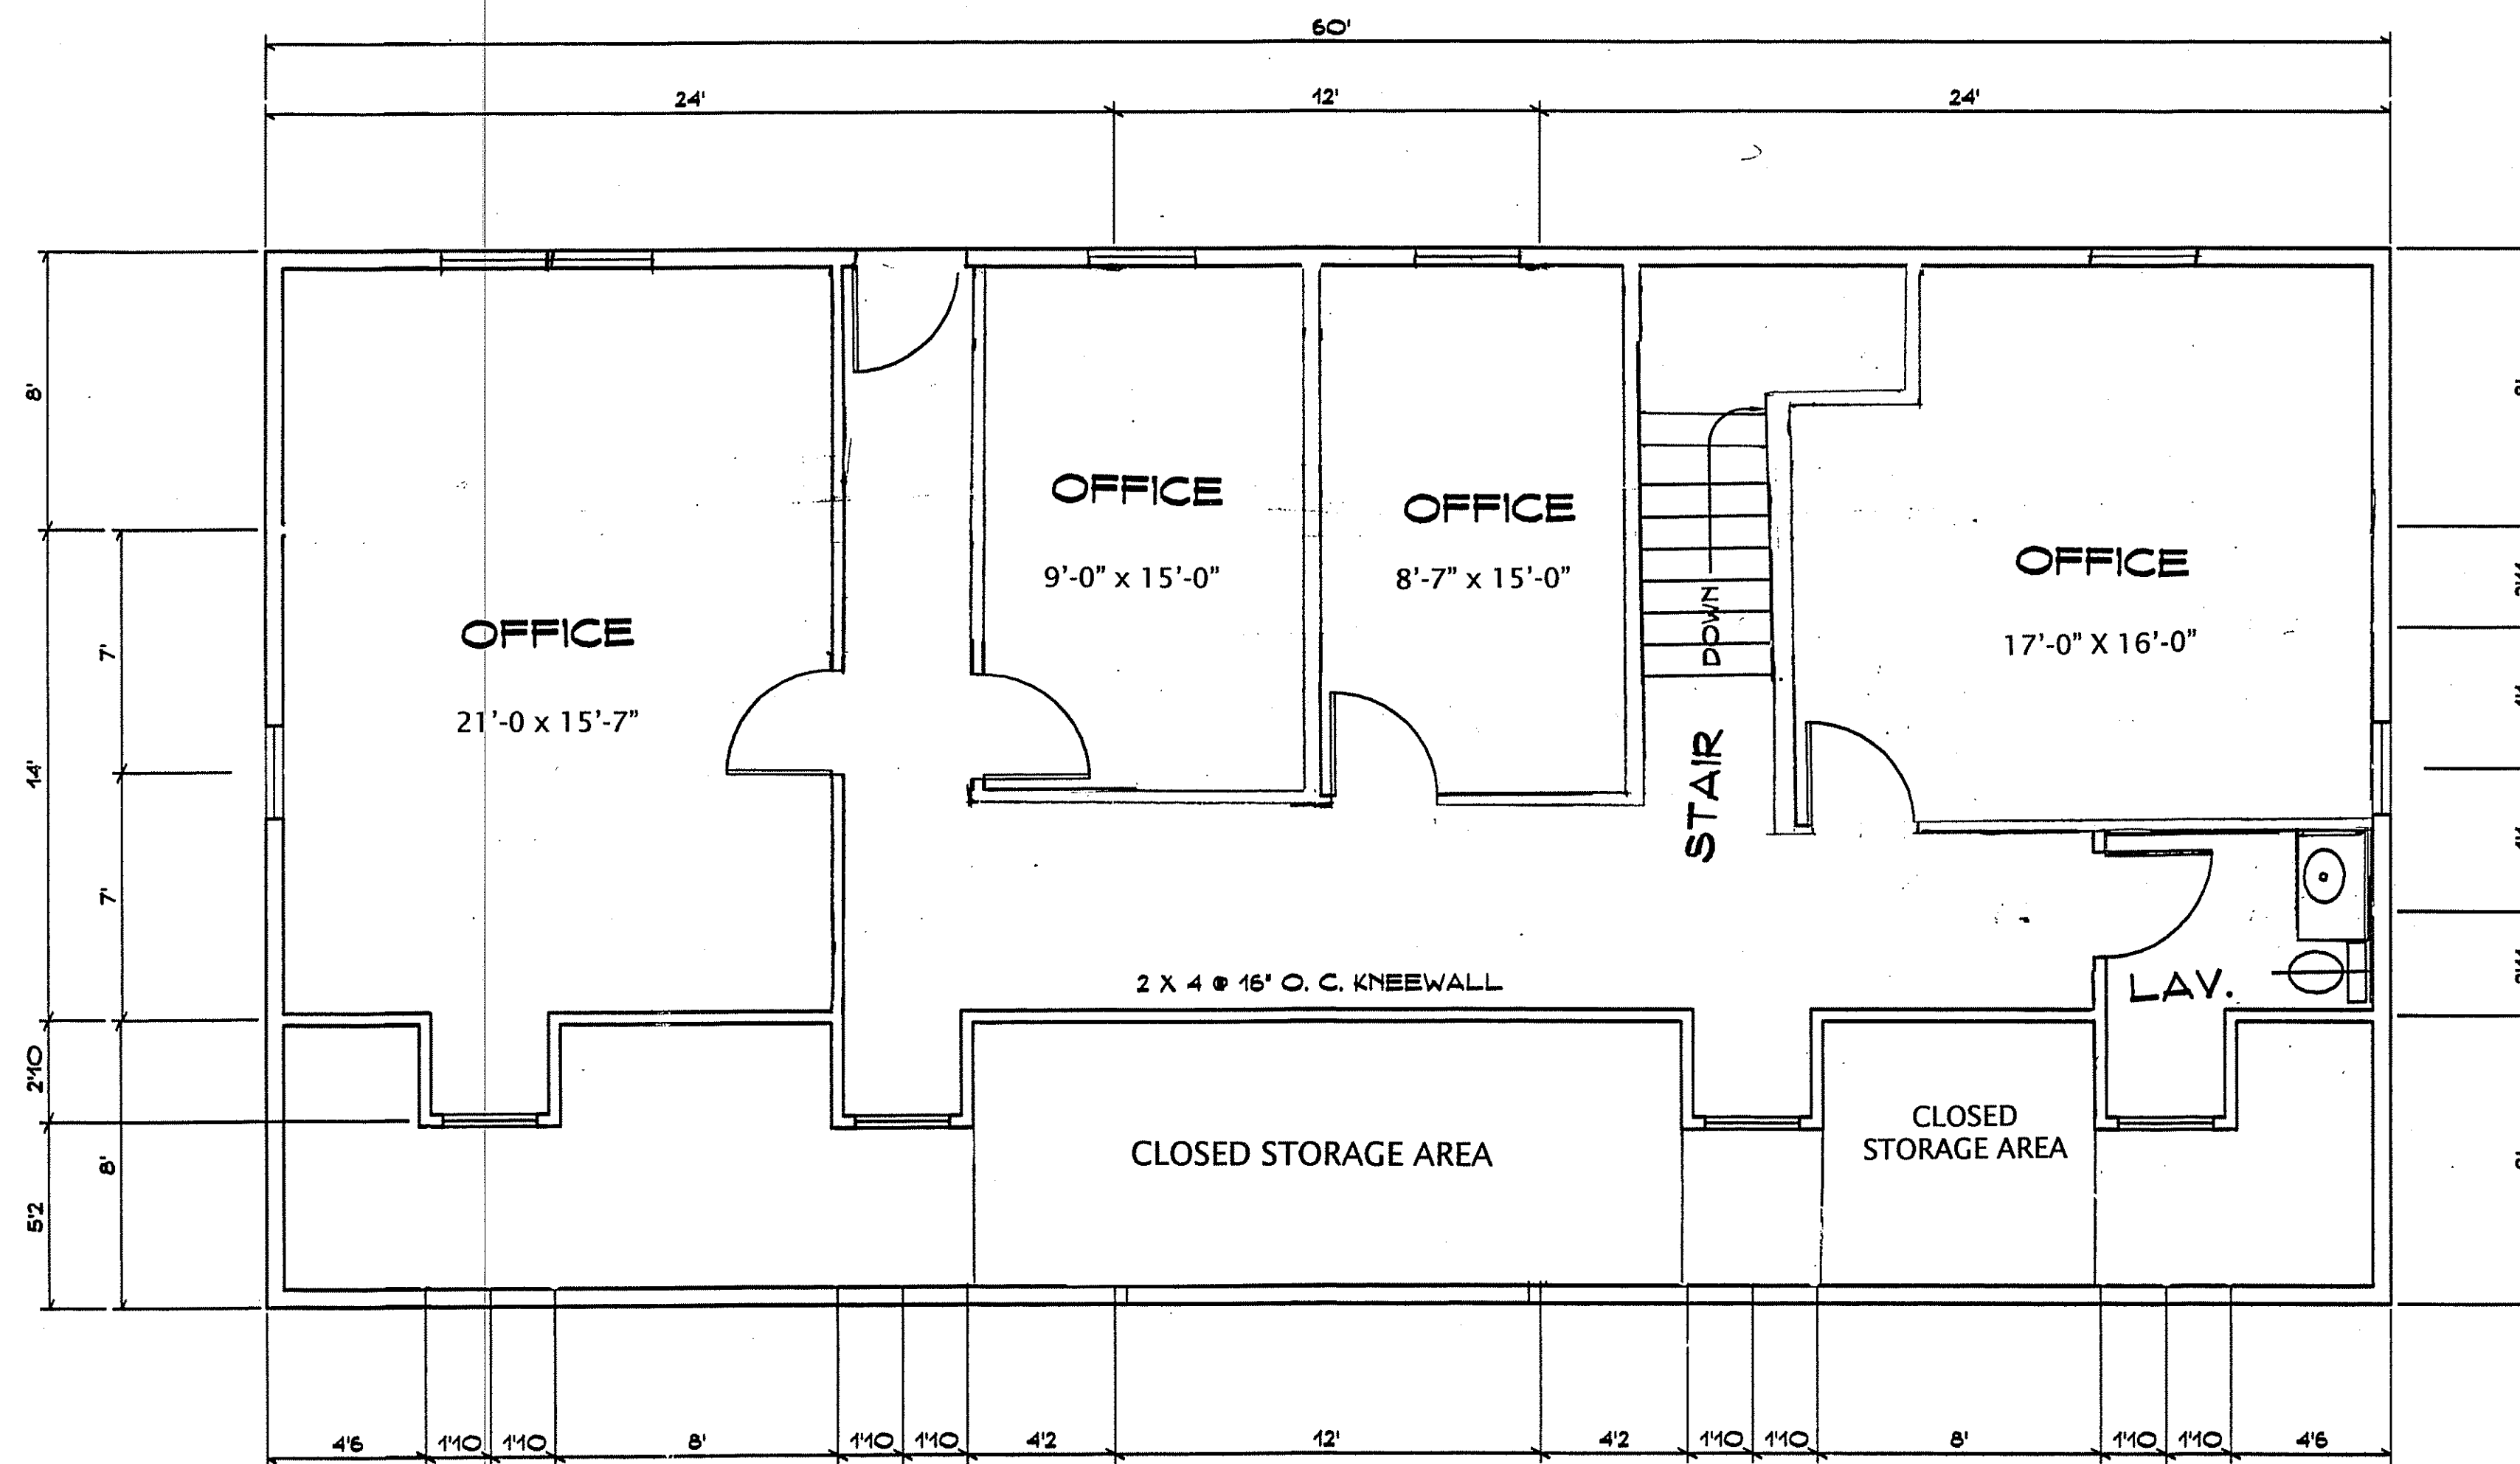 60'
24'
12'
24'
8'
OFFICE
9'-0" x 15'-0"
OFFICE
8'-7" x 15'-0"
OFFICE
17'-0" X 16'-0"
OFFICE
21'-0 x 15'-7"
DOWN
STAIR
7'
14'
7'
2 X 4 @ 16" O. C. KNEEWALL
LAV.
2'10
8'
5'2
CLOSED STORAGE AREA
CLOSED
STORAGE AREA
4'6
1'10
1'10
8'
1'10
1'10
4'2
12'
4'2
1'10
1'10
8'
1'10
1'10
4'6